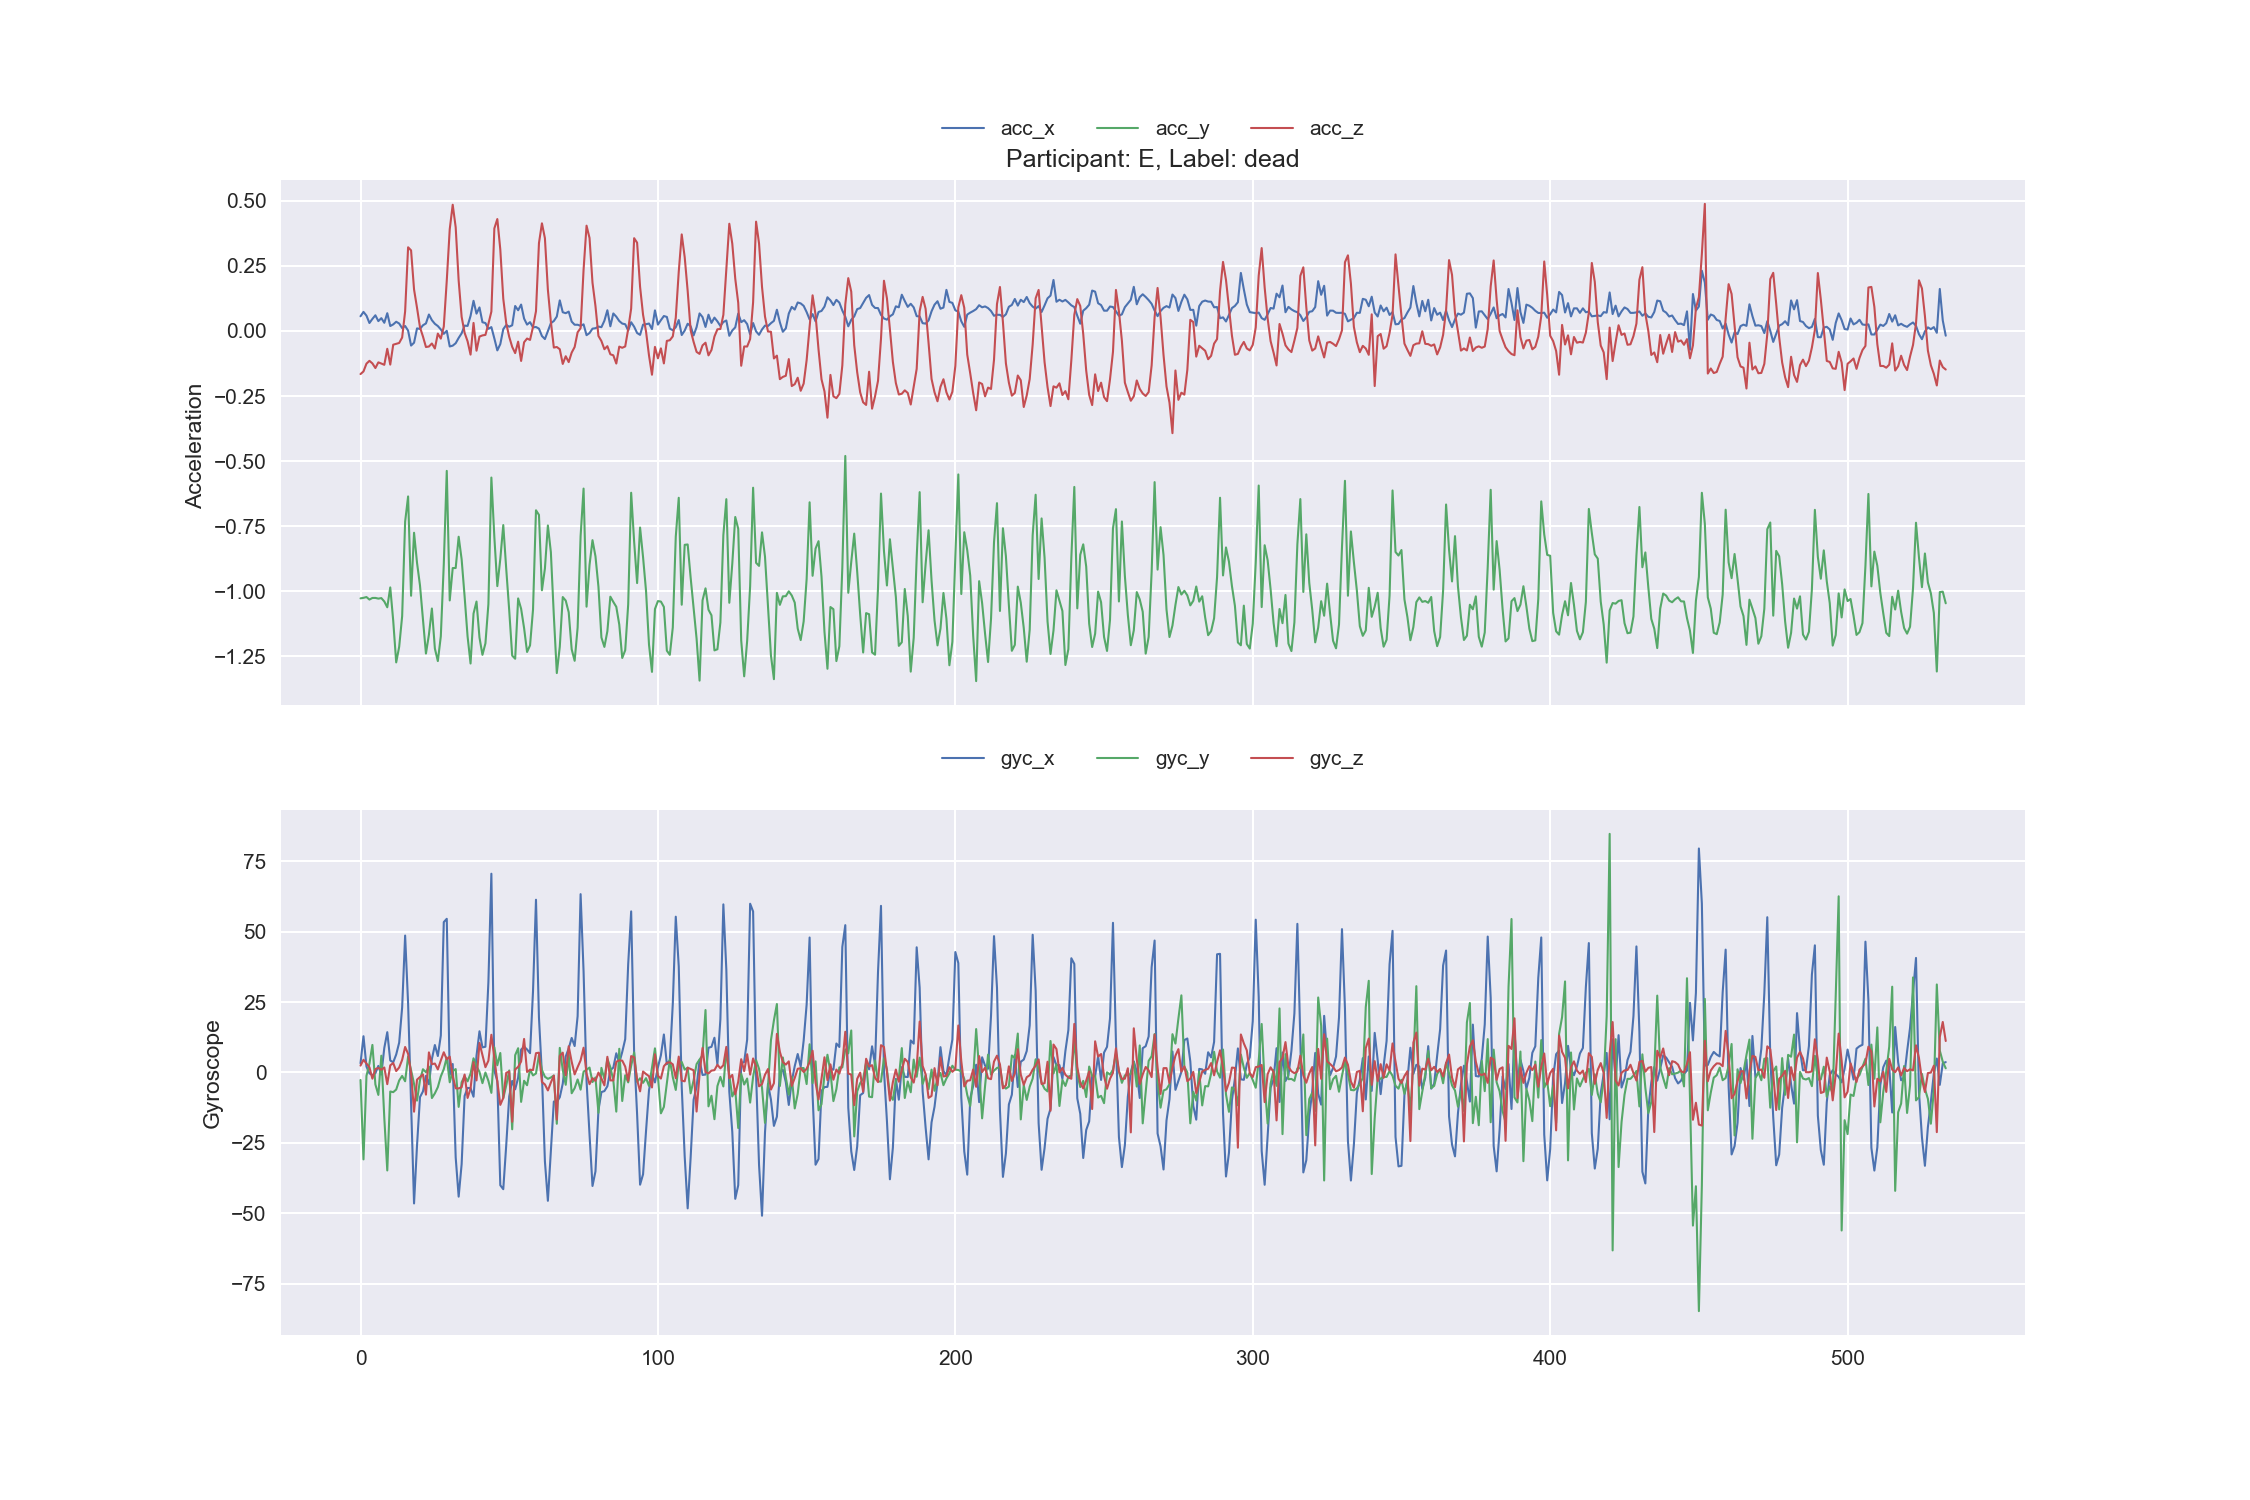 acc_x acc_y acc_z
Participant: E, Label: dead
0.50
0.25
0.00
−0.25
−0.50
−0.75
−1.00
−1.25
Acceleration
gyc_x gyc_y gyc_z
75
50
25
0
−25
−50
−75
Gyroscope
0 100 200 300 400 500